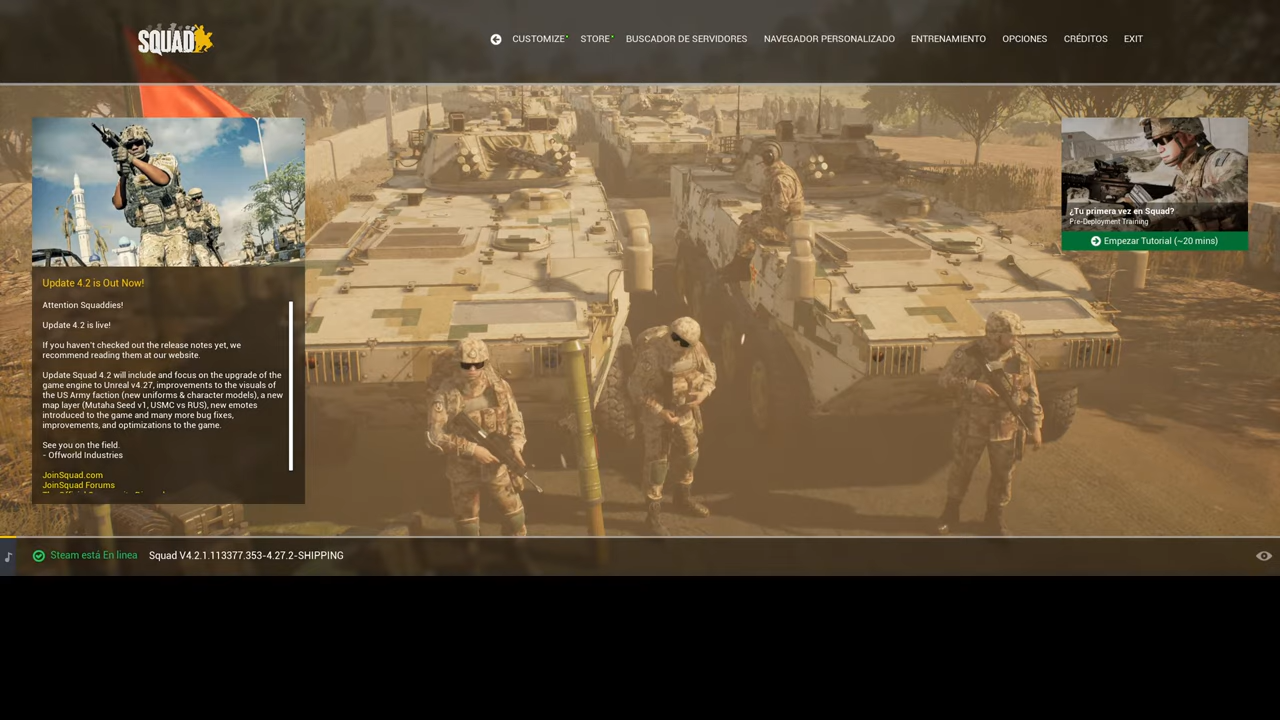 SQUAD
CUSTOMIZE STORE BUSCADOR DE SERVIDORES NAVEGADOR PERSONALIZADO ENTRENAMIENTO OPCIONES CRÉDITOS EXIT
Update 4.2 is Out Now!
Attention Squaddies!
Update 4.2 is live!
If you haven't checked out the release notes yet, we
recommend reading them at our website.
Update Squad 4.2 will include and focus on the upgrade of the
game engine to Unreal v4.27, improvements to the visuals of
the US Army faction (new uniforms & character models), a new
map layer (Mutaha Seed v1, USMC vs RUS), new emotes
introduced to the game and many more bug fixes,
improvements, and optimizations to the game.
See you on the field.
- Offworld Industries
JoinSquad.com
JoinSquad Forums
¿Tu primera vez en Squad?
Pre-Deployment Training
Empezar Tutorial (~20 mins)
Steam está En linea Squad V4.2.1.113377.353-4.27.2-SHIPPING